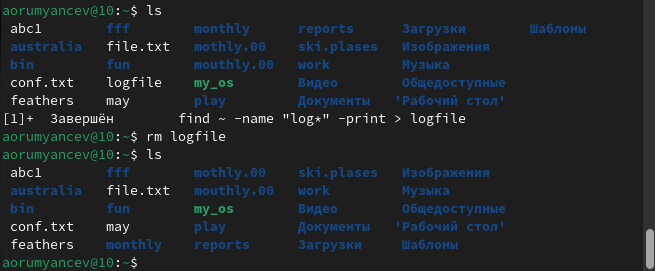 aorumyancev@10:~$ ls
abc1 fff monthly reports Загрузки Шаблоны
australia file.txt mothly.00 ski.plases Изображения
bin fun mouthly.00 work Музыка
conf.txt logfile my_os Видео Общедоступные
feathers may play Документы 'Рабочий стол'
[1]+ Завершён find ~ -name "log*" -print > logfile
aorumyancev@10:~$ rm logfile
aorumyancev@10:~$ ls
abc1 fff mothly.00 ski.plases Изображения
australia file.txt mouthly.00 work Музыка
bin fun my_os Видео Общедоступные
conf.txt may play Документы 'Рабочий стол'
feathers monthly reports Загрузки Шаблоны
aorumyancev@10:~$